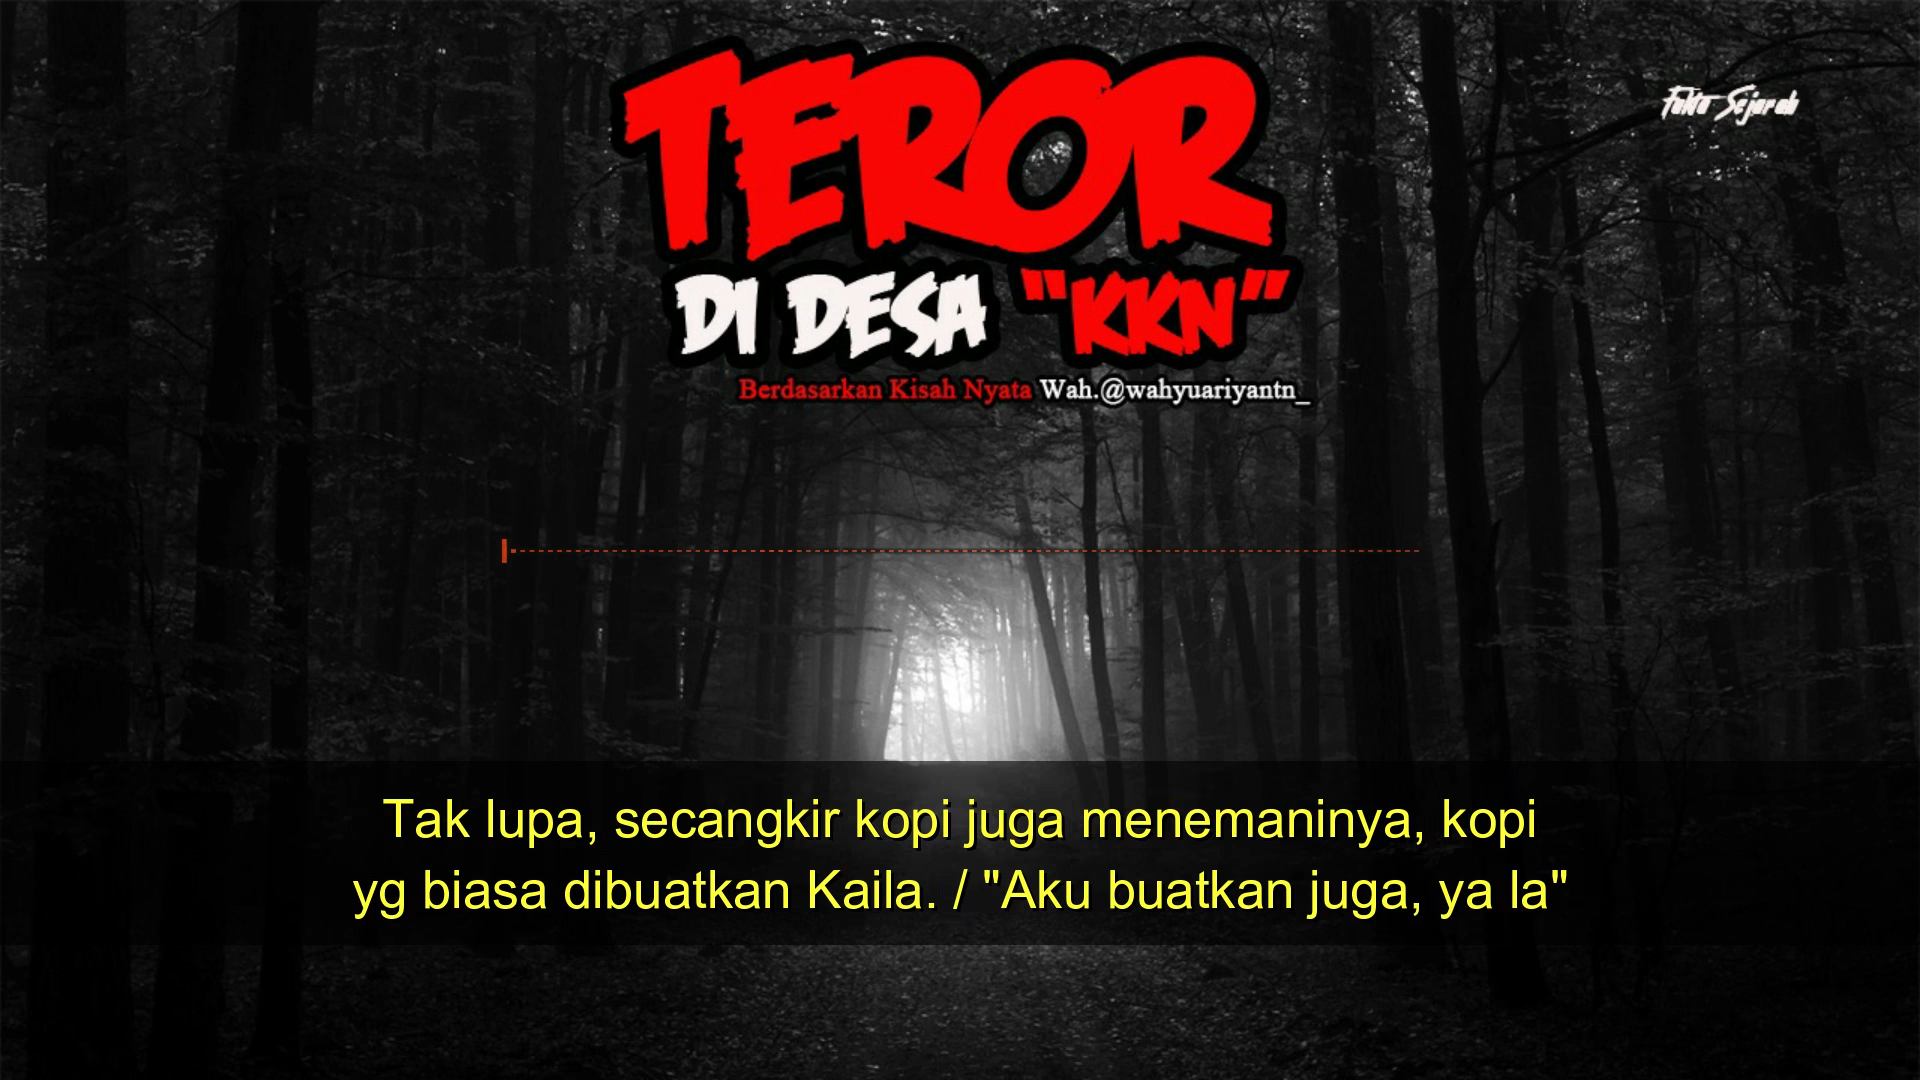 TEROR
Fakta Sejarah
DI DESA "KKN"
Berdasarkan Kisah Nyata Wah.@wahyuariyantn_
Tak lupa, secangkir kopi juga menemaninya, kopi
yg biasa dibuatkan Kaila. / "Aku buatkan juga, ya la"